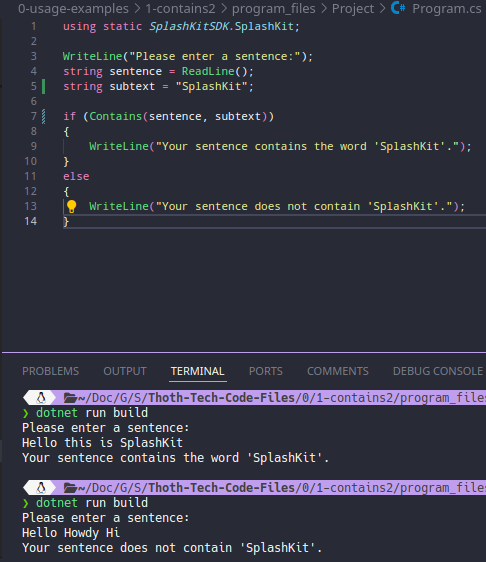 0-usage-examples > 1-contains2 > program_files > Project > C# Program.cs
1 using static SplashKitSDK.SplashKit;
2
3 WriteLine("Please enter a sentence:");
4 string sentence = ReadLine();
5 string subtext = "SplashKit";
6
7 if (Contains(sentence, subtext))
8 {
9 WriteLine("Your sentence contains the word 'SplashKit'.");
10 }
11 else
12 {
13 WriteLine("Your sentence does not contain 'SplashKit'.");
14 }
PROBLEMS OUTPUT TERMINAL PORTS COMMENTS DEBUG CONSOLE
~/Doc/G/S/Thoth-Tech-Code-Files/0/1-contains2/program_files
❯ dotnet run build
Please enter a sentence:
Hello this is SplashKit
Your sentence contains the word 'SplashKit'.
~/Doc/G/S/Thoth-Tech-Code-Files/0/1-contains2/program_files
❯ dotnet run build
Please enter a sentence:
Hello Howdy Hi
Your sentence does not contain 'SplashKit'.